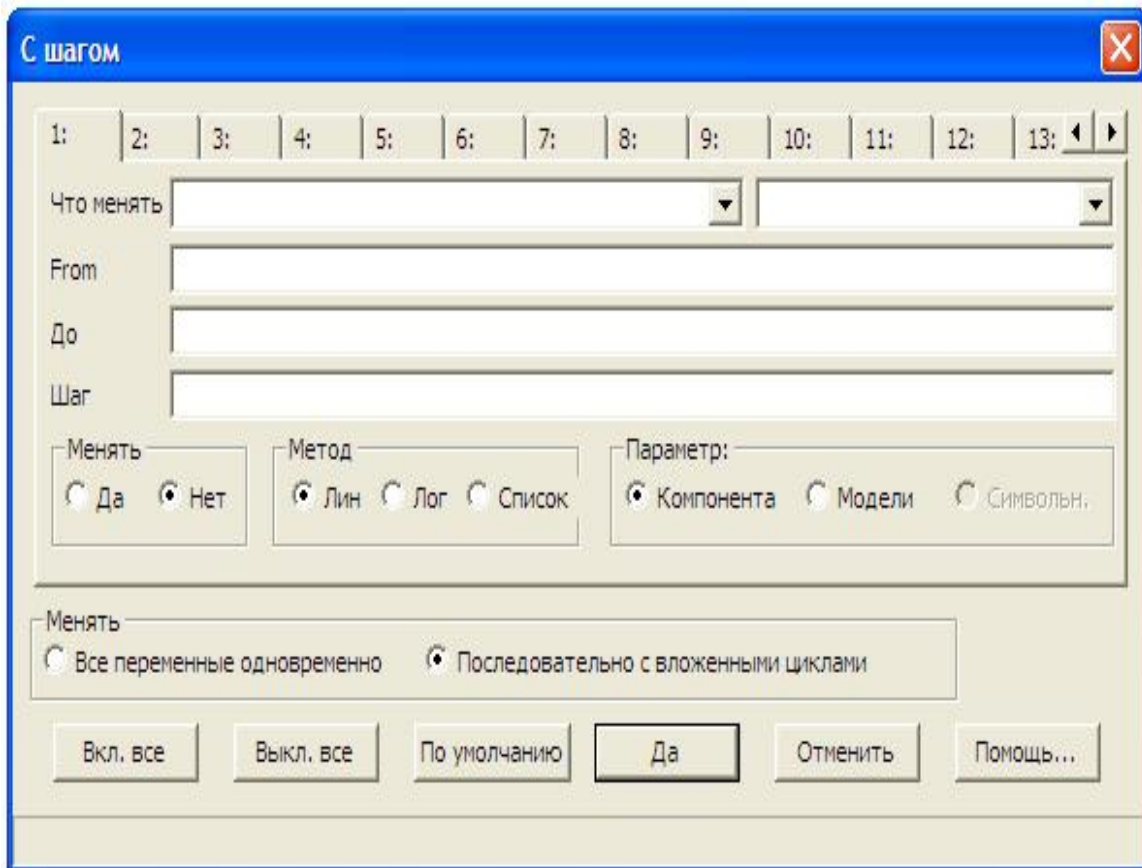 С шагом
1: 2: 3: 4: 5: 6: 7: 8: 9: 10: 11: 12: 13:
Что менять
From
До
Шаг
Менять Метод Параметр:
Да Нет Лин Лог Список Компонента Модели Символьн.
Менять
Все переменные одновременно Последовательно с вложенными циклами
Вкл. все Выкл. все По умолчанию Да Отменить Помощь...